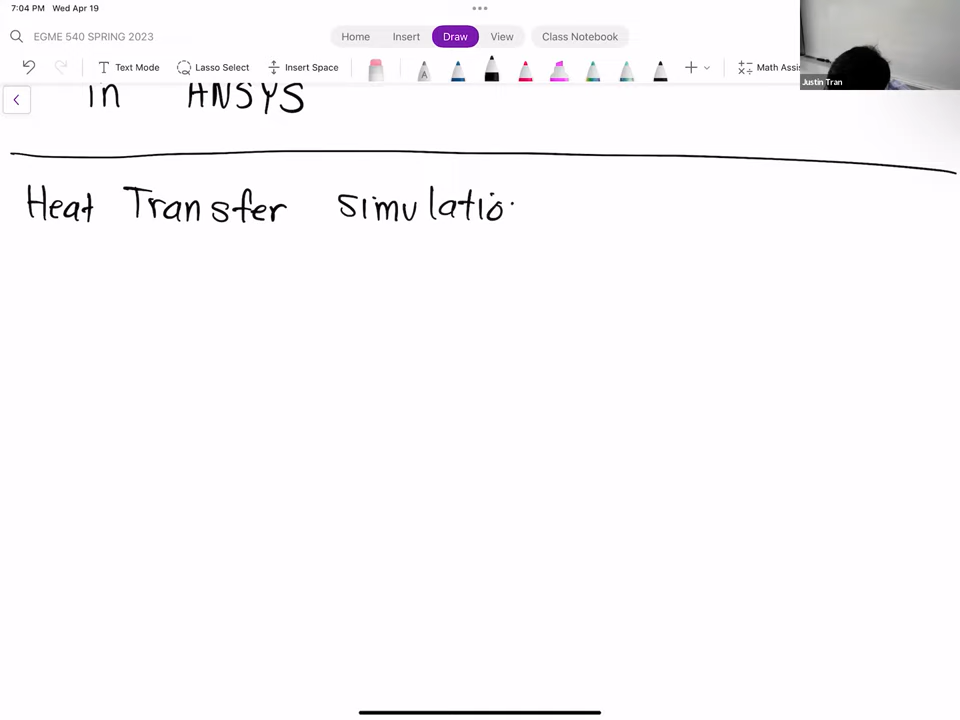 7:04 PM Wed Apr 19
EGME 540 SPRING 2023
Home Insert Draw View Class Notebook
Text Mode Lasso Select Insert Space Math Assis
A
Justin Tran
in ANSYS
Heat Transfer simulatio